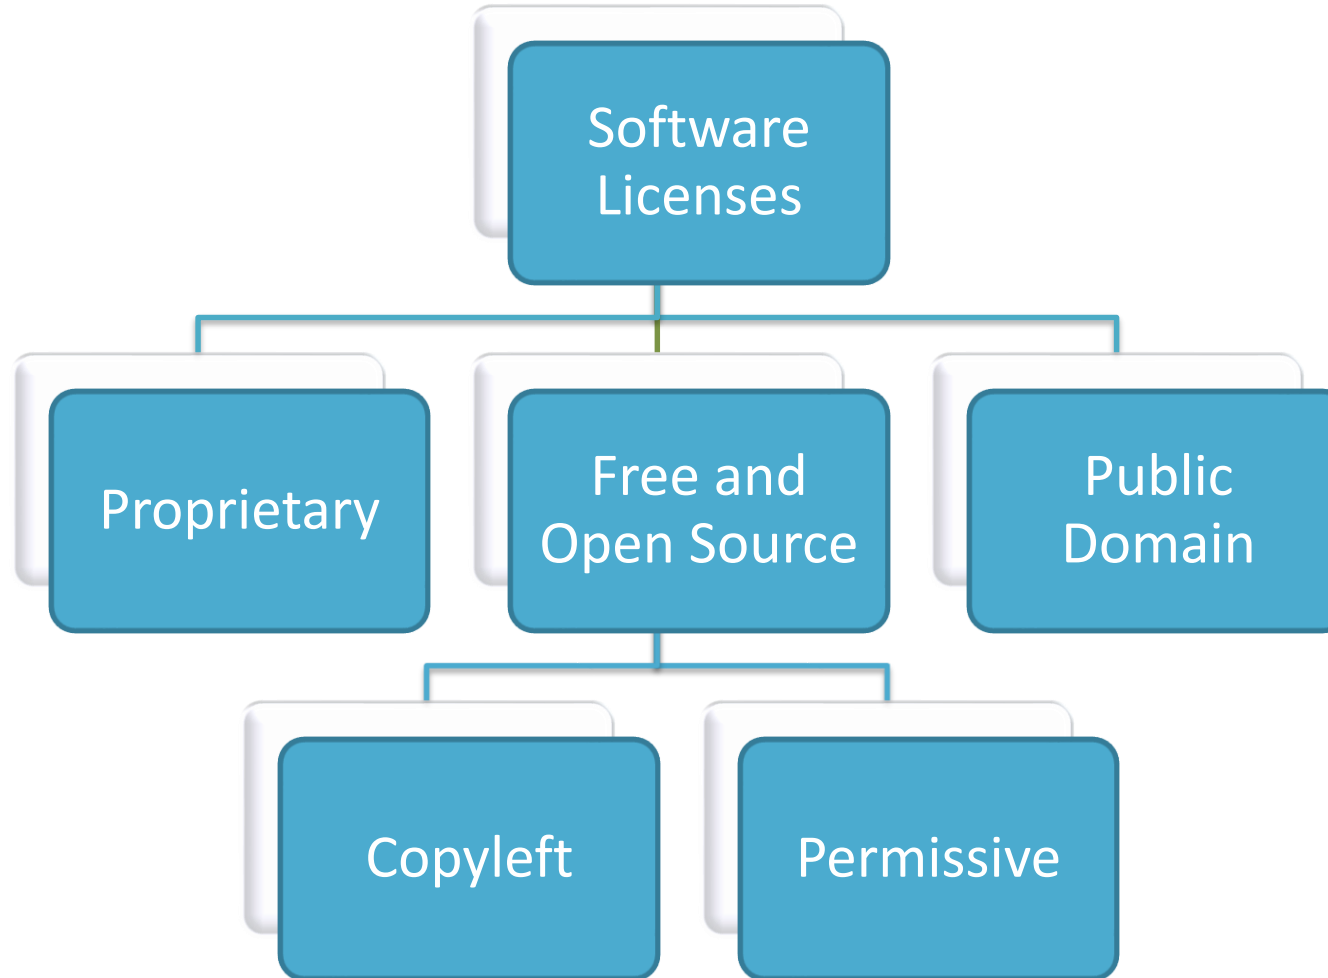 Software
Licenses
Proprietary
Free and
Open Source
Public
Domain
Copyleft
Permissive